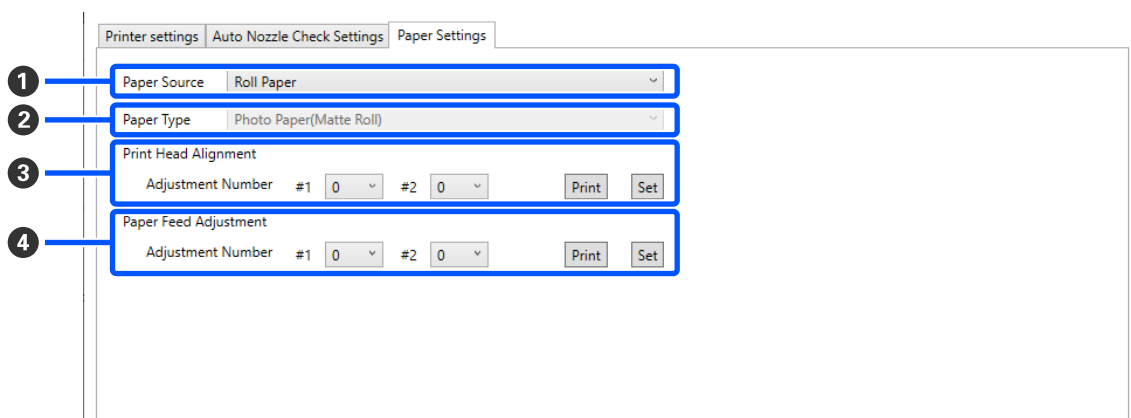 Printer settings Auto Nozzle Check Settings Paper Settings
1 Paper Source Roll Paper
2 Paper Type Photo Paper(Matte Roll)
Print Head Alignment
3 Adjustment Number #1 0 #2 0 Print Set
Paper Feed Adjustment
4 Adjustment Number #1 0 #2 0 Print Set